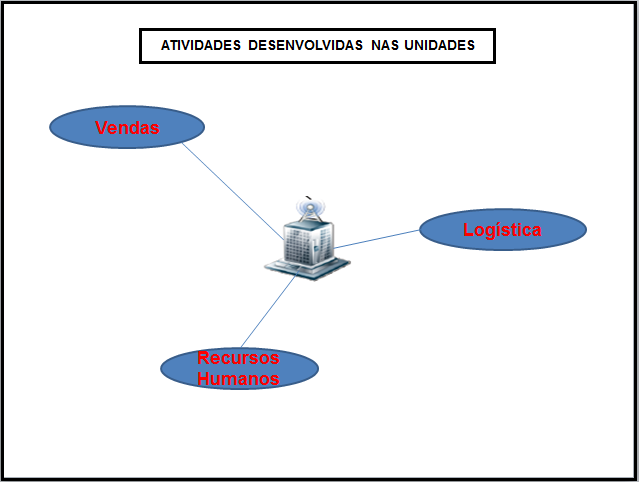 ATIVIDADES DESENVOLVIDAS NAS UNIDADES
Vendas
Logística
Recursos
Humanos